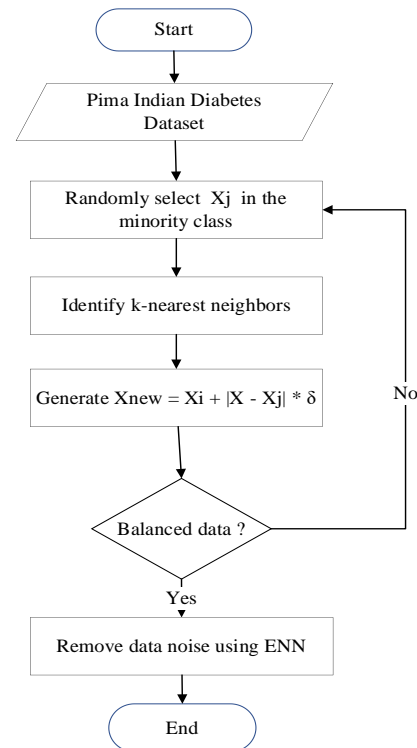 Start
Pima Indian Diabetes
Dataset
Randomly select Xj in the
minority class
Identify k-nearest neighbors
Generate Xnew = Xi + |X - Xj| * δ
No
Balanced data ?
Yes
Remove data noise using ENN
End